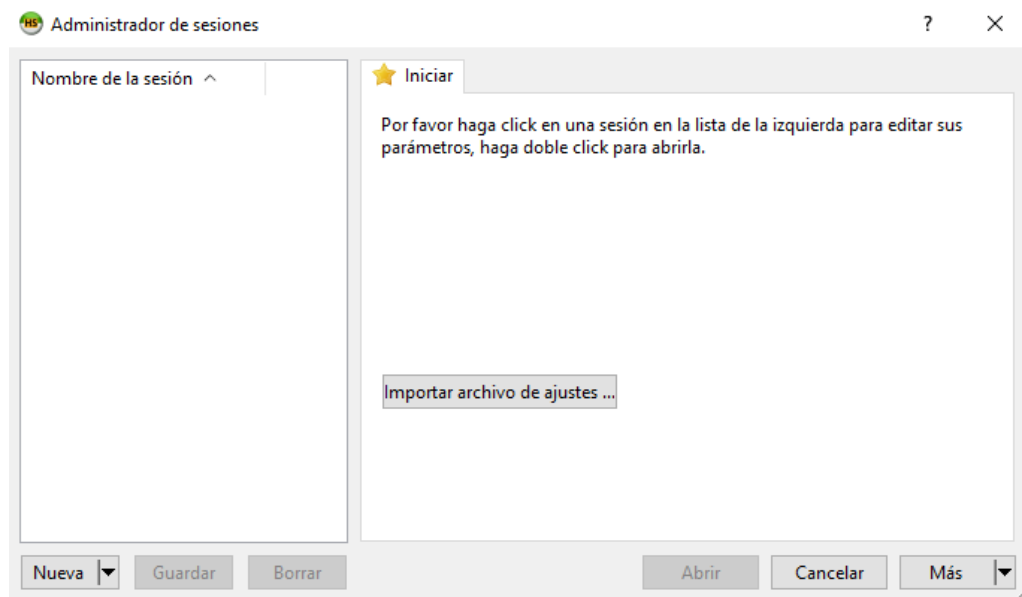 HS Administrador de sesiones ?
Nombre de la sesión
Iniciar
Por favor haga click en una sesión en la lista de la izquierda para editar sus
parámetros, haga doble click para abrirla.
Importar archivo de ajustes ...
Nueva Guardar Borrar Abrir Cancelar Más